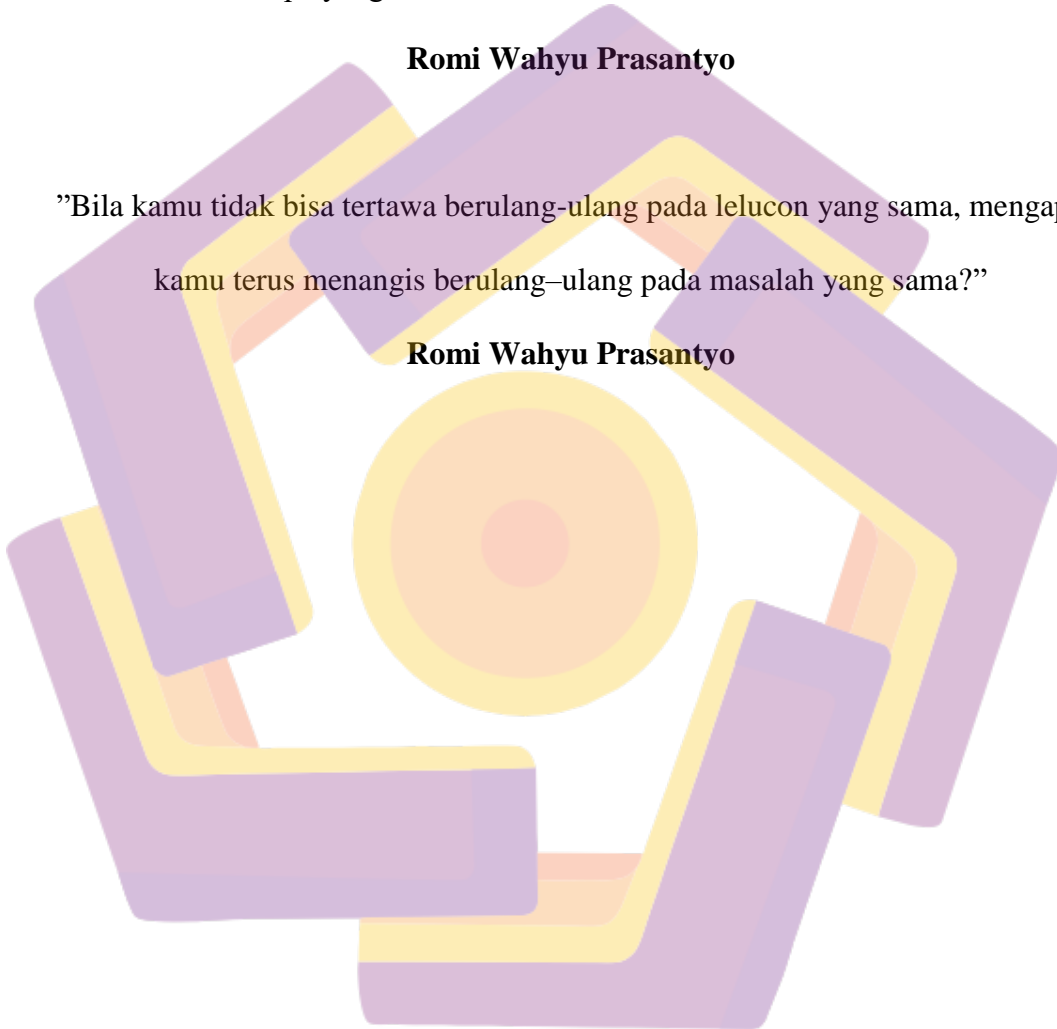 Romi Wahyu Prasantyo
”Bila kamu tidak bisa tertawa berulang-ulang pada lelucon yang sama,
kamu terus menangis berulang–ulang pada masalah yang sama?”
Romi Wahyu Prasantyo